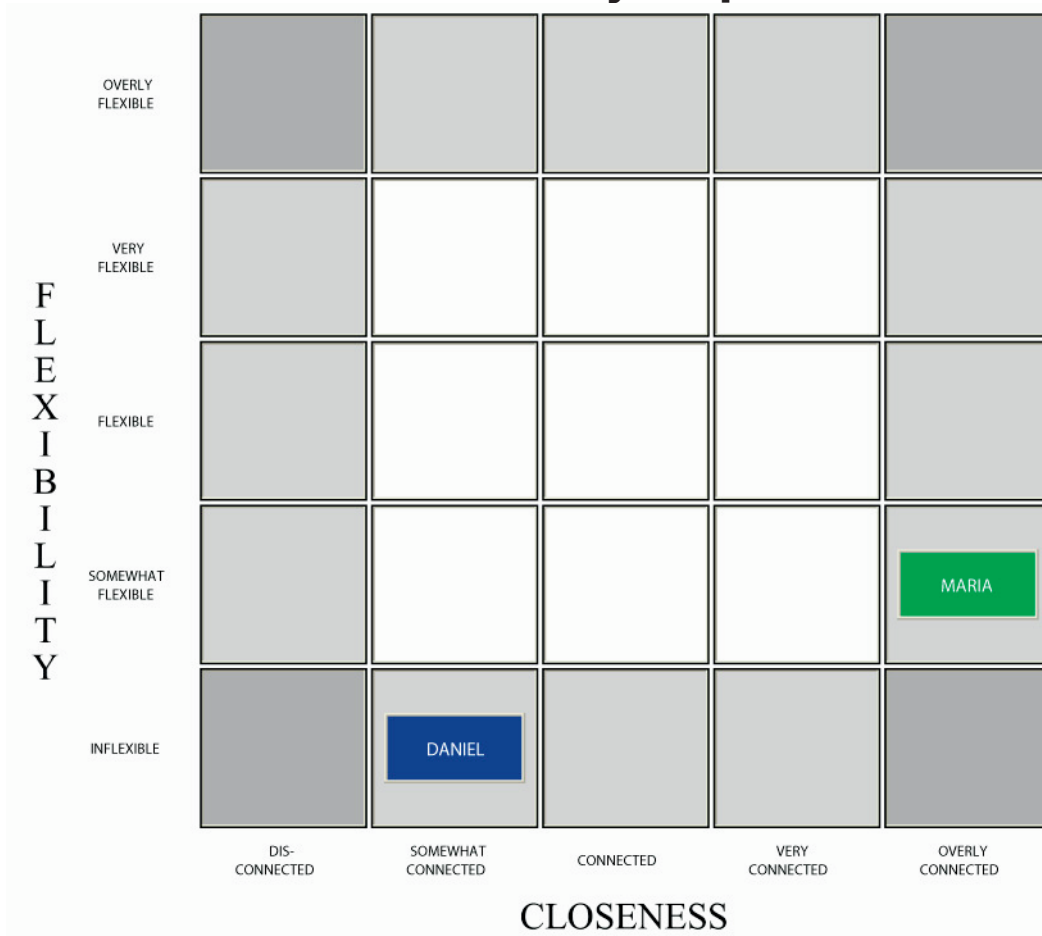 OVERLY
FLEXIBLE
VERY
FLEXIBLE
FLEXIBLE
SOMEWHAT
FLEXIBLE
INFLEXIBLE
FLEXIBILITY
MARIA
DANIEL
DIS-
CONNECTED
SOMEWHAT
CONNECTED
CONNECTED
VERY
CONNECTED
OVERLY
CONNECTED
CLOSENESS